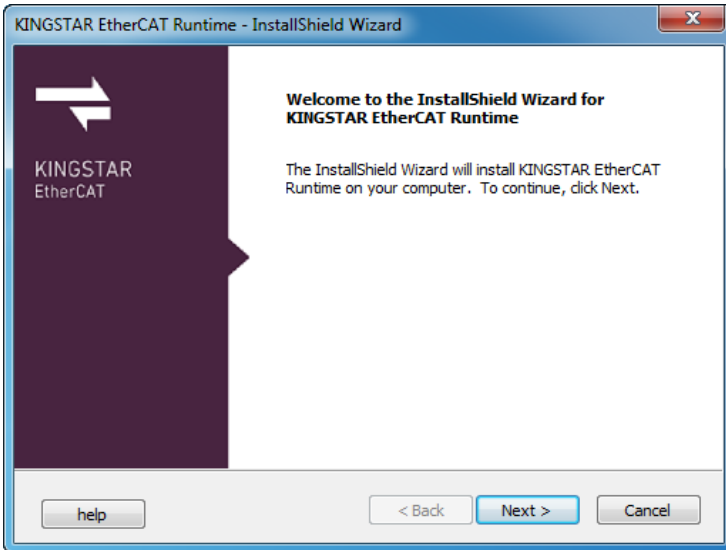 KINGSTAR EtherCAT Runtime - InstallShield Wizard
KINGSTAR
EtherCAT
Welcome to the InstallShield Wizard for
KINGSTAR EtherCAT Runtime
The InstallShield Wizard will install KINGSTAR EtherCAT
Runtime on your computer. To continue, click Next.
help
< Back
Next >
Cancel